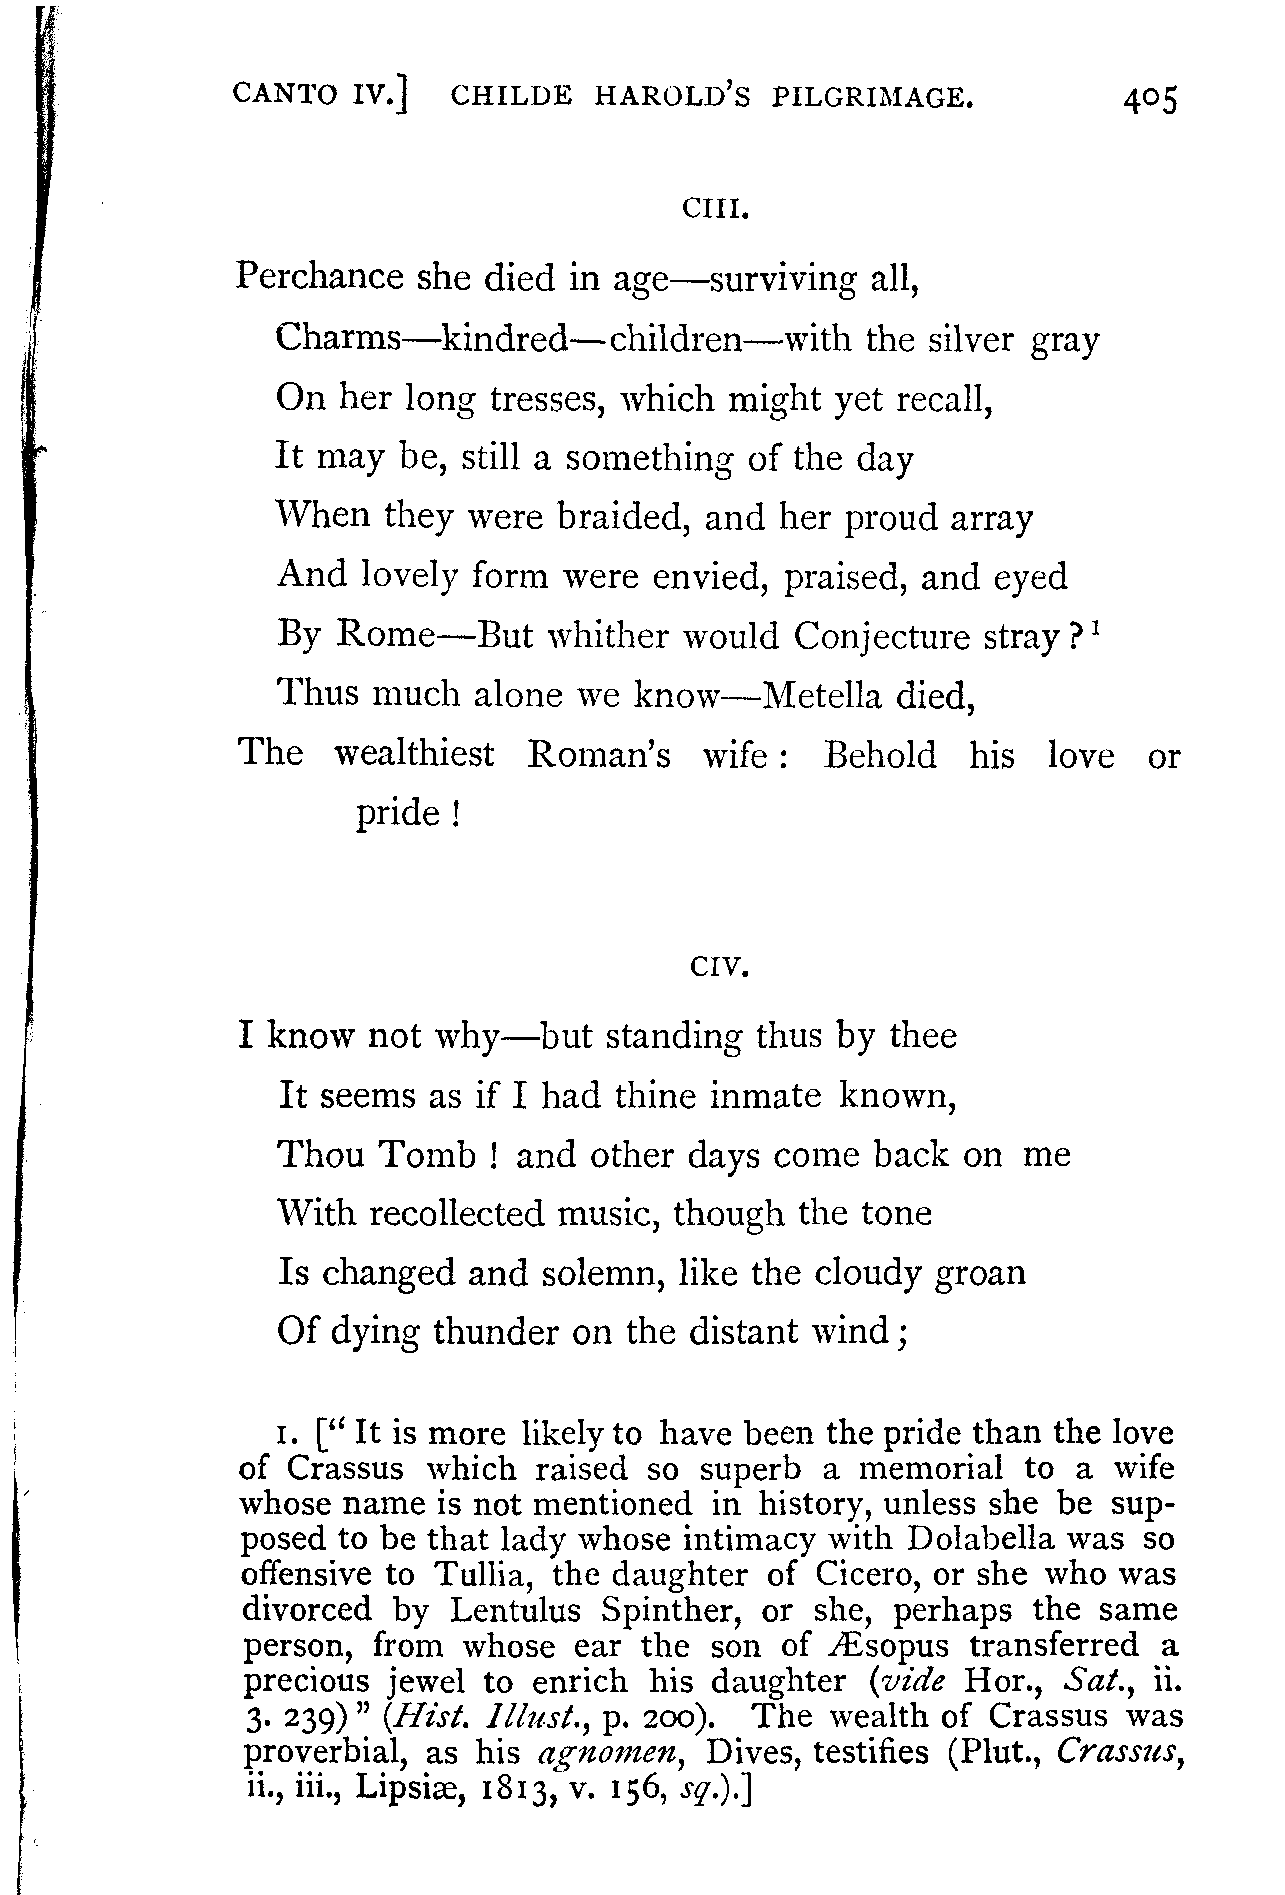 CANTO IV.] CHILDE HAROLD'S PILGRIMAGE. 405
CIII.
Perchance she died in age—surviving all,
Charms—kindred—children—with the silver gray
On her long tresses, which might yet recall,
It may be, still a something of the day
When they were braided, and her proud array
And lovely form were envied, praised, and eyed
By Rome—But whither would Conjecture stray?¹
Thus much alone we know—Metella died,
The wealthiest Roman's wife: Behold his love or
pride!
CIV.
I know not why—but standing thus by thee
It seems as if I had thine inmate known,
Thou Tomb! and other days come back on me
With recollected music, though the tone
Is changed and solemn, like the cloudy groan
Of dying thunder on the distant wind;
1. ["It is more likely to have been the pride than the love
of Crassus which raised so superb a memorial to a wife
whose name is not mentioned in history, unless she be sup-
posed to be that lady whose intimacy with Dolabella was so
offensive to Tullia, the daughter of Cicero, or she who was
divorced by Lentulus Spinther, or she, perhaps the same
person, from whose ear the son of Æsopus transferred a
precious jewel to enrich his daughter (vide Hor., Sat., ii.
3. 239)" (Hist. Illust., p. 200). The wealth of Crassus was
proverbial, as his agnomen, Dives, testifies (Plut., Crassus,
ii., iii., Lipsiæ, 1813, v. 156, sq.).]